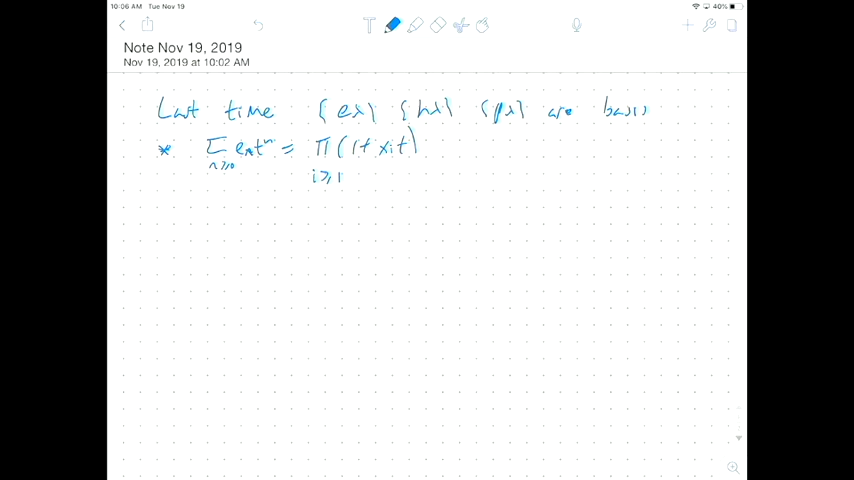 10:06 AM Tue Nov 19 40%
Note Nov 19, 2019
Nov 19, 2019 at 10:02 AM
Last time {eλ} {hλ} {pλ} are basis
* Σ eₙtⁿ = Π (1 + xᵢt)
n≥0 i≥1